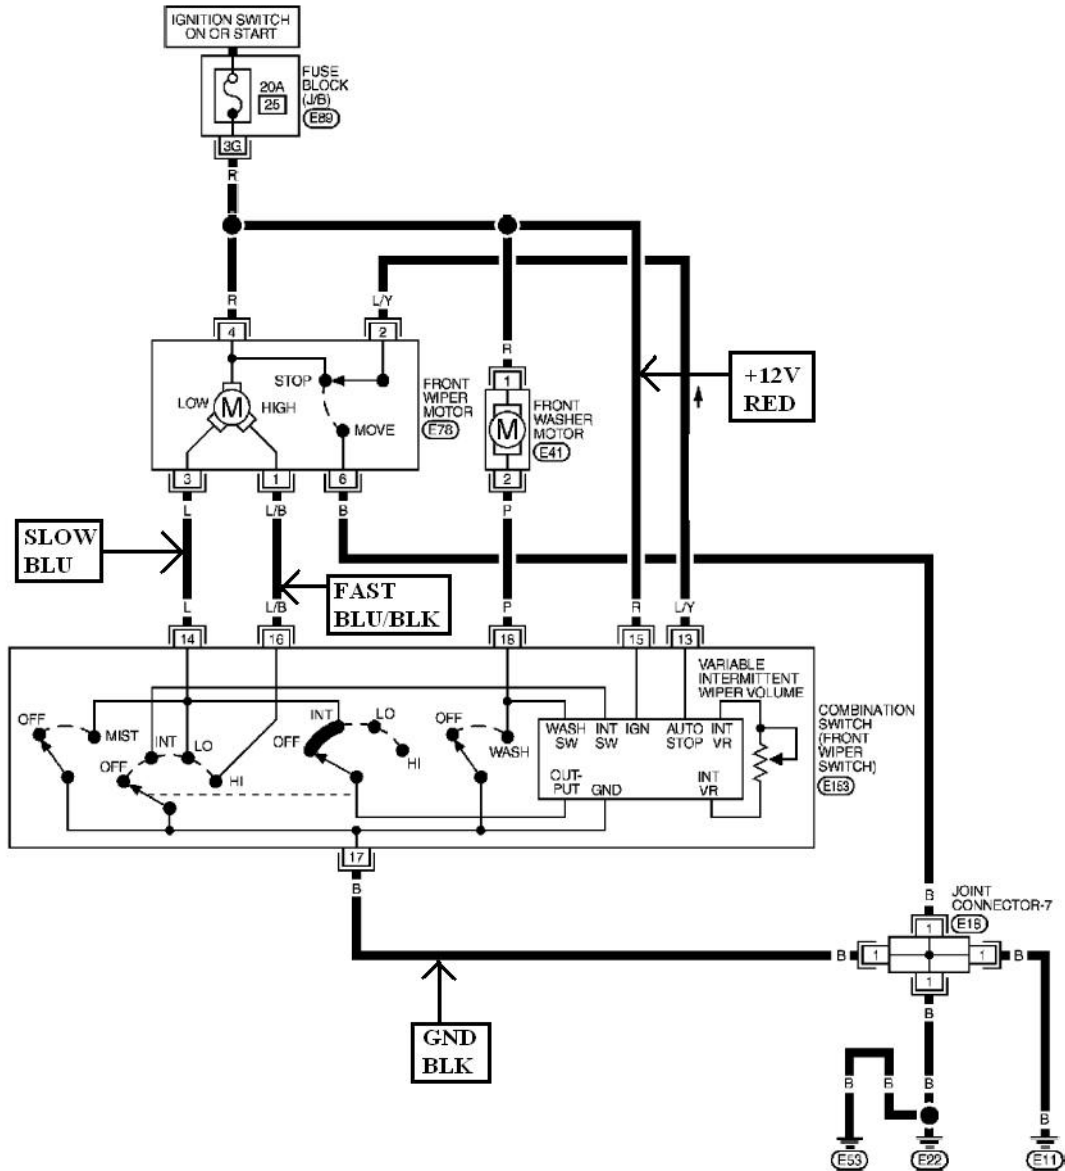 IGNITION SWITCH
ON OR START
20A
25
FUSE
BLOCK
(J/B)
E89
3G
R
R
L/Y
4
2
R
1
STOP
LOW
M
HIGH
MOVE
FRONT
WIPER
MOTOR
E78
M
FRONT
WASHER
MOTOR
E41
+12V
RED
3
1
6
2
L
L/B
B
P
SLOW
BLU
FAST
BLU/BLK
L
L/B
P
R
L/Y
14
16
18
15
13
VARIABLE
INTERMITTENT
WIPER VOLUME
OFF
MIST
INT
LO
OFF
HI
INT
LO
OFF
HI
OFF
WASH
WASH
SW
INT
SW
IGN
AUTO
STOP
INT
VR
OUT-
PUT
GND
INT
VR
COMBINATION
SWITCH
(FRONT
WIPER
SWITCH)
E153
17
B
B
JOINT
CONNECTOR-7
E18
1
B
1
1
B
1
B
GND
BLK
B
B
B
B
E53
E22
E11